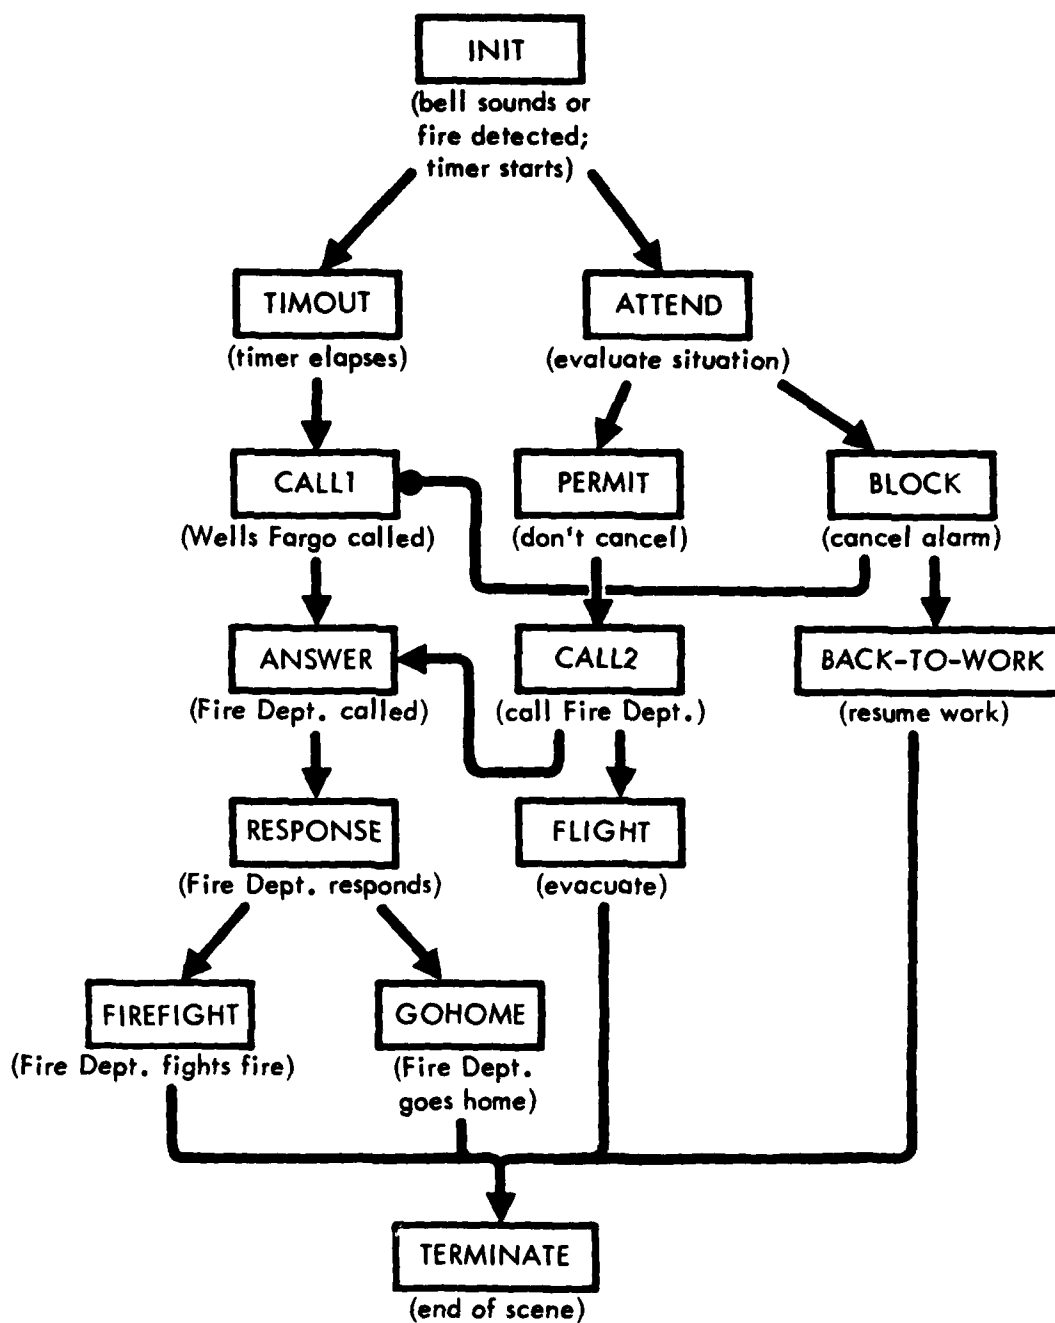 INIT
(bell sounds or
fire detected;
timer starts)
TIMOUT
ATTEND
(timer elapses)
(evaluate situation)
CALL1
PERMIT
BLOCK
(Wells Fargo called)
(don't cancel)
(cancel alarm)
ANSWER
CALL2
BACK-TO-WORK
(Fire Dept. called)
(call Fire Dept.)
(resume work)
RESPONSE
FLIGHT
(Fire Dept. responds)
(evacuate)
FIREFIGHT
GOHOME
(Fire Dept. fights fire)
(Fire Dept.
goes home)
TERMINATE
(end of scene)